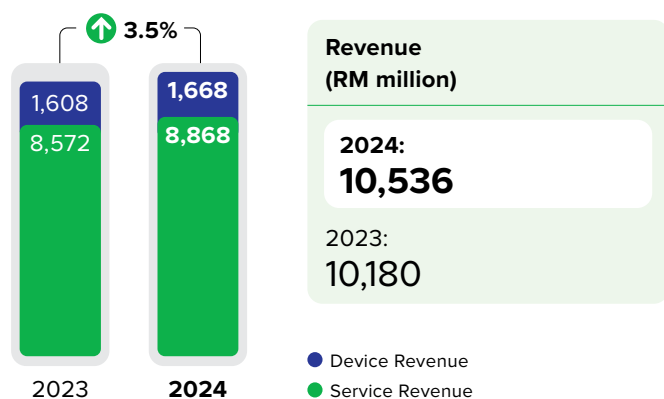 3.5%
1,608
8,572
1,668
8,868
2023
2024
Revenue
(RM million)
2024:
10,536
2023:
10,180
Device Revenue
Service Revenue